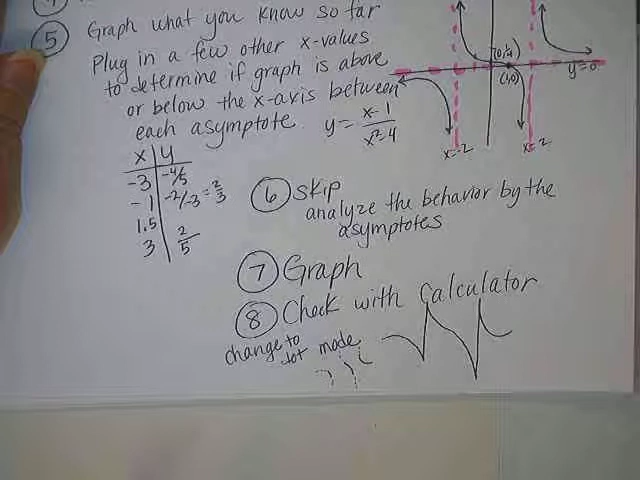 5 Graph what you know so far
Plug in a few other x-values
to determine if graph is above
or below the x-axis between
each asymptote
y = x-1 / x²-4
x | y
-3 | -4/5
-1 | -2/-3 = 2/3
1.5 |
3 | 2/5
(0,1/4)
(1,0)
y=0
x=-2
x=2
6 Skip
analyze the behavior by the
asymptotes
7 Graph
8 Check with Calculator
change to mode
dot